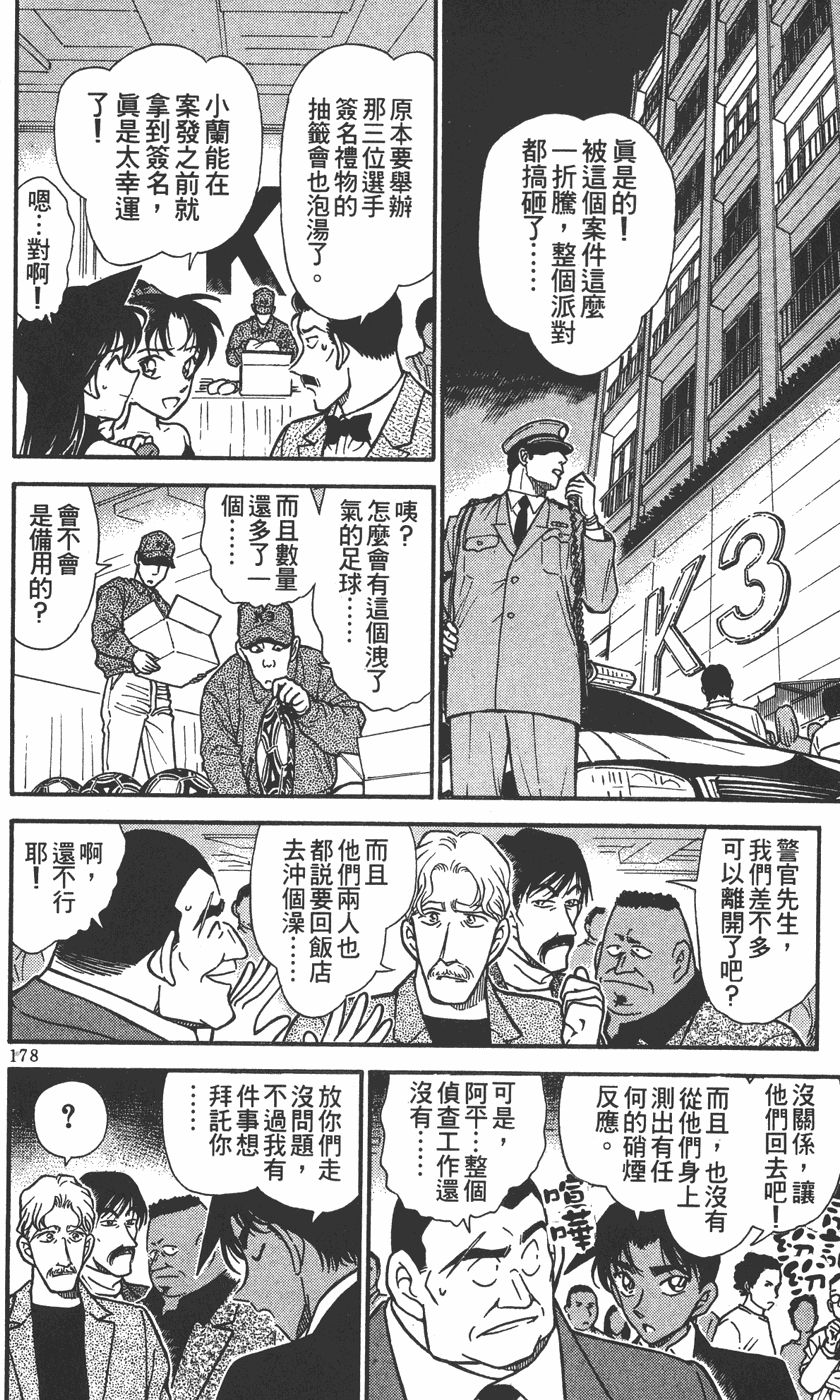 眞是的！
被這個案件這麼
一折騰，整個派對
都搞砸了……
K3
原本要舉辦
那三位選手
簽名禮物的
抽籤會也泡湯了。
小蘭能在
案發之前就
拿到簽名，
眞是太幸運
了！
嗯…對啊！
K
咦？
怎麼會有這個洩了
氣的足球……
而且數量
還多了一
個……
會不會
是備用的？
K3
警官先生，
我們差不多
可以離開了吧？
而且
他們兩人也
都説要回飯店
去沖個澡……
啊，
還不行
耶！
178
沒關係，讓
他們回去吧！
而且，也沒有
從他們身上
測出有任
何的硝煙
反應。
喧嘩
可是，
阿平…整個
偵查工作還
沒有……
放你們走
沒問題，
不過我有
件事想
拜託你
……
？